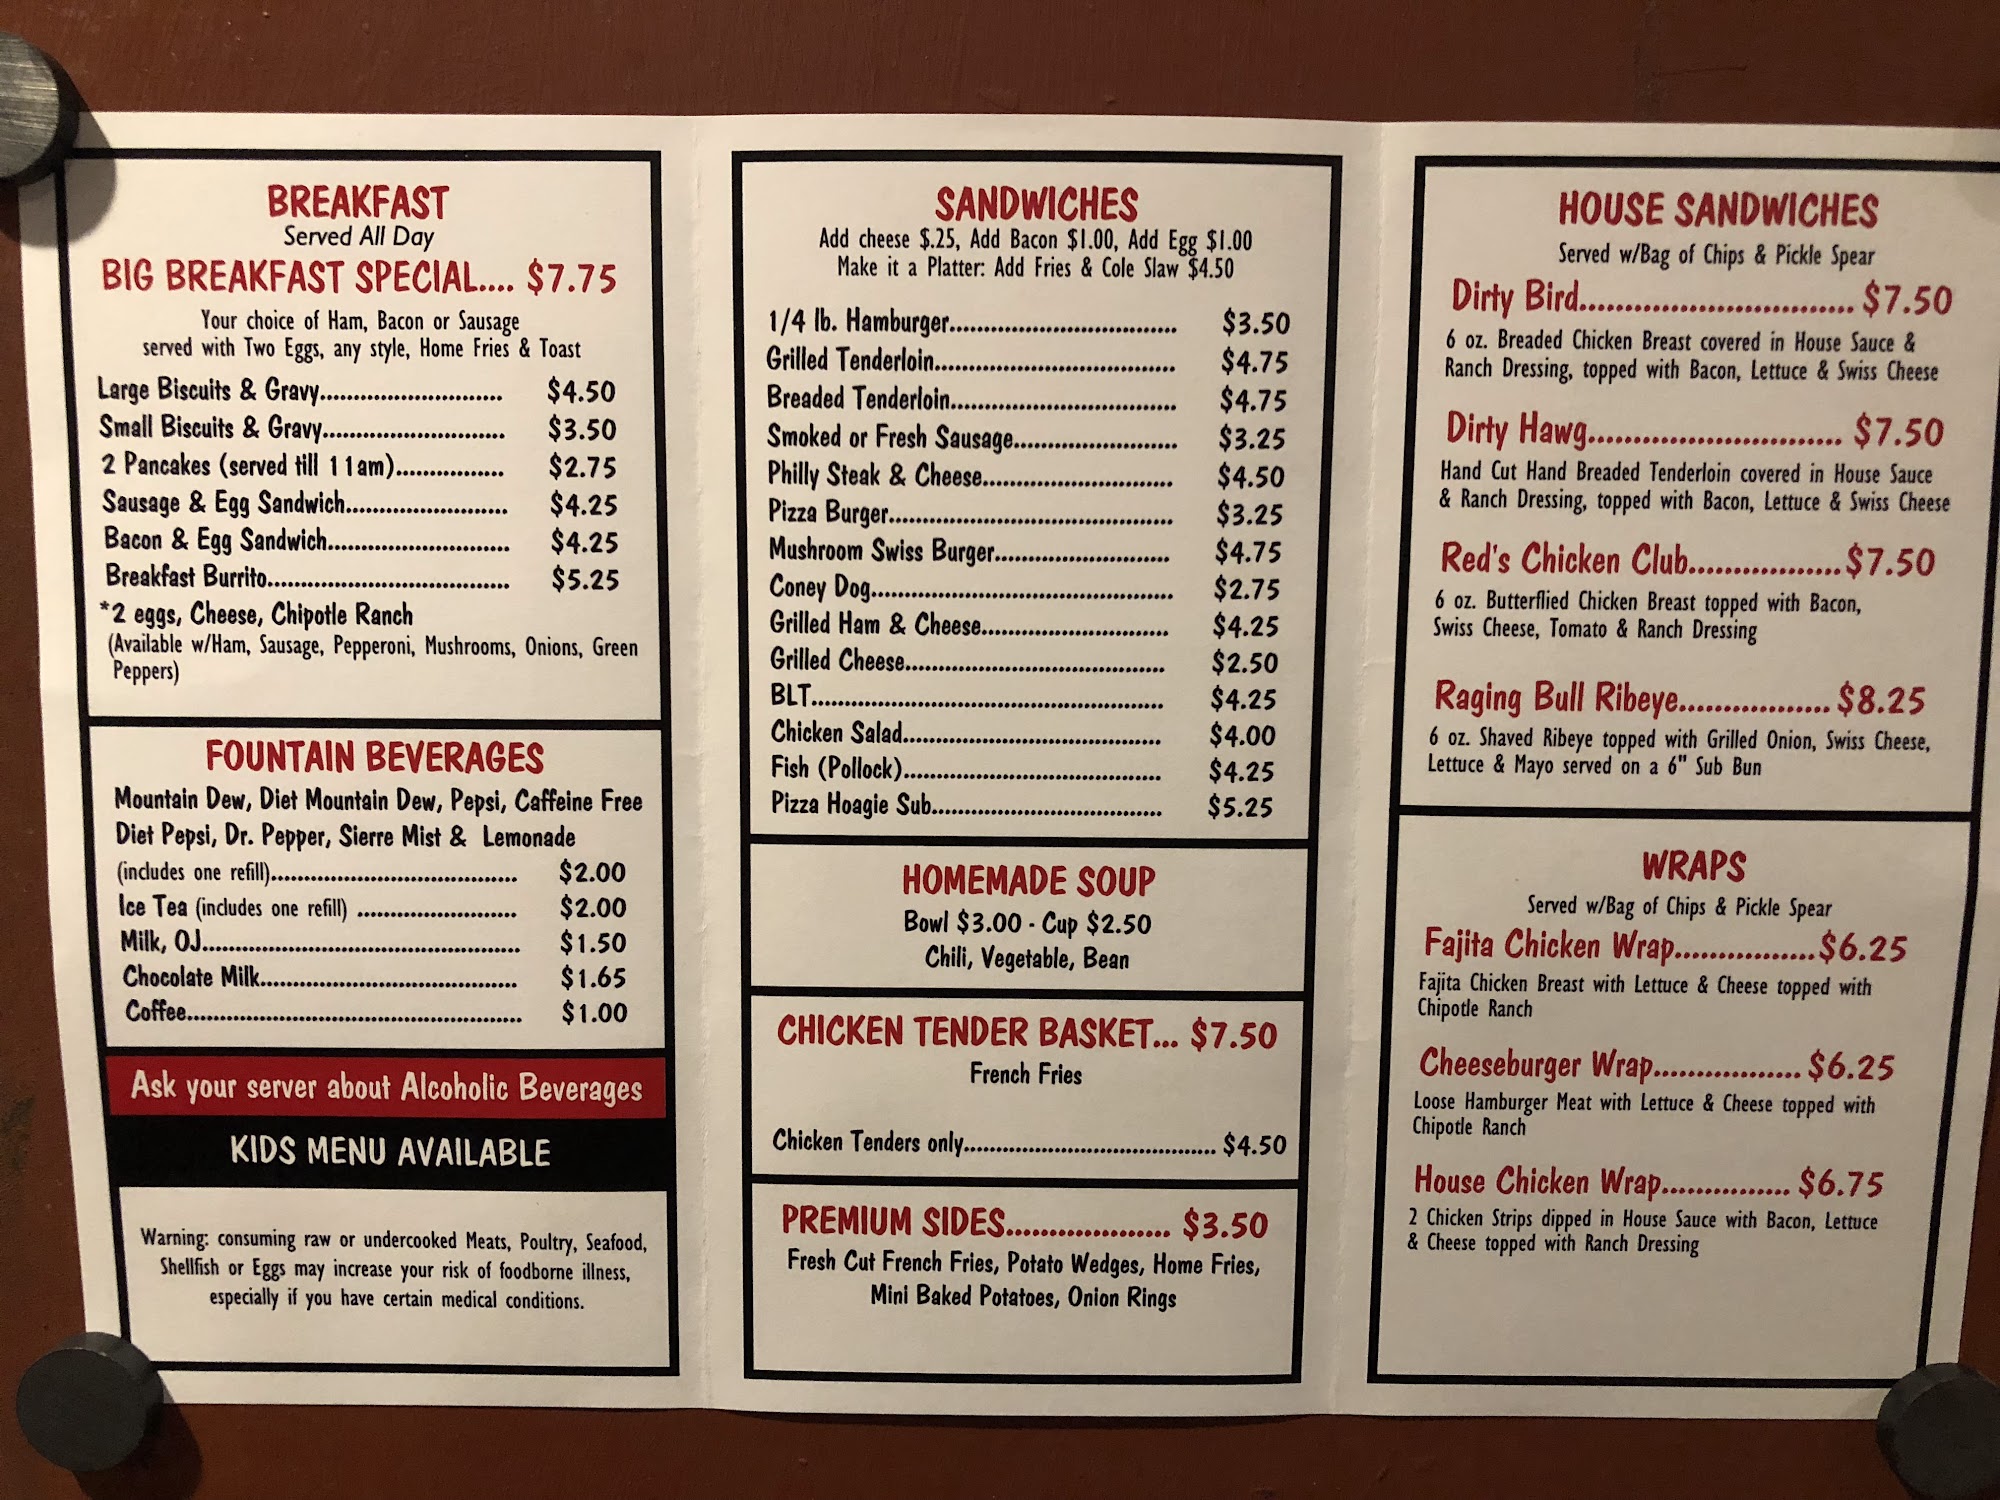 BREAKFAST
Served All Day
BIG BREAKFAST SPECIAL.... $7.75
Your choice of Ham, Bacon or Sausage
served with Two Eggs, any style, Home Fries & Toast
Large Biscuits & Gravy........................... $4.50
Small Biscuits & Gravy........................... $3.50
2 Pancakes (served till 11am)................ $2.75
Sausage & Egg Sandwich........................ $4.25
Bacon & Egg Sandwich........................... $4.25
Breakfast Burrito.................................... $5.25
*2 eggs, Cheese, Chipotle Ranch
(Available w/Ham, Sausage, Pepperoni, Mushrooms, Onions, Green
Peppers)
FOUNTAIN BEVERAGES
Mountain Dew, Diet Mountain Dew, Pepsi, Caffeine Free
Diet Pepsi, Dr. Pepper, Sierre Mist & Lemonade
(includes one refill)..................................... $2.00
Ice Tea (includes one refill) ........................ $2.00
Milk, OJ................................................ $1.50
Chocolate Milk....................................... $1.65
Coffee.................................................. $1.00
Ask your server about Alcoholic Beverages
KIDS MENU AVAILABLE
Warning: consuming raw or undercooked Meats, Poultry, Seafood,
Shellfish or Eggs may increase your risk of foodborne illness,
especially if you have certain medical conditions.
SANDWICHES
Add cheese $.25, Add Bacon $1.00, Add Egg $1.00
Make it a Platter: Add Fries & Cole Slaw $4.50
1/4 lb. Hamburger.................................. $3.50
Grilled Tenderloin.................................... $4.75
Breaded Tenderloin.................................. $4.75
Smoked or Fresh Sausage........................ $3.25
Philly Steak & Cheese............................ $4.50
Pizza Burger.......................................... $3.25
Mushroom Swiss Burger.......................... $4.75
Coney Dog............................................. $2.75
Grilled Ham & Cheese............................ $4.25
Grilled Cheese....................................... $2.50
BLT..................................................... $4.25
Chicken Salad....................................... $4.00
Fish (Pollock)....................................... $4.25
Pizza Hoagie Sub................................... $5.25
HOMEMADE SOUP
Bowl $3.00 - Cup $2.50
Chili, Vegetable, Bean
CHICKEN TENDER BASKET... $7.50
French Fries
Chicken Tenders only...................................... $4.50
PREMIUM SIDES..................... $3.50
Fresh Cut French Fries, Potato Wedges, Home Fries,
Mini Baked Potatoes, Onion Rings
HOUSE SANDWICHES
Served w/Bag of Chips & Pickle Spear
Dirty Bird.............................. $7.50
6 oz. Breaded Chicken Breast covered in House Sauce &
Ranch Dressing, topped with Bacon, Lettuce & Swiss Cheese
Dirty Hawg............................ $7.50
Hand Cut Hand Breaded Tenderloin covered in House Sauce
& Ranch Dressing, topped with Bacon, Lettuce & Swiss Cheese
Red's Chicken Club.................$7.50
6 oz. Butterflied Chicken Breast topped with Bacon,
Swiss Cheese, Tomato & Ranch Dressing
Raging Bull Ribeye................. $8.25
6 oz. Shaved Ribeye topped with Grilled Onion, Swiss Cheese,
Lettuce & Mayo served on a 6" Sub Bun
WRAPS
Served w/Bag of Chips & Pickle Spear
Fajita Chicken Wrap.................$6.25
Fajita Chicken Breast with Lettuce & Cheese topped with
Chipotle Ranch
Cheeseburger Wrap.................. $6.25
Loose Hamburger Meat with Lettuce & Cheese topped with
Chipotle Ranch
House Chicken Wrap................ $6.75
2 Chicken Strips dipped in House Sauce with Bacon, Lettuce
& Cheese topped with Ranch Dressing